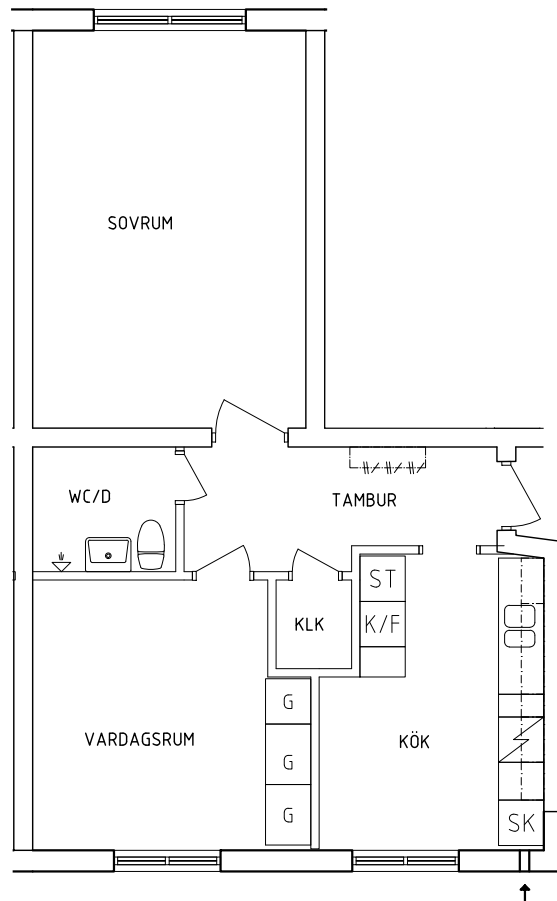 SOVRUM
WC/D
TAMBUR
ST
KLK
K/F
VARDAGSRUM
G
KÖK
G
G
SK